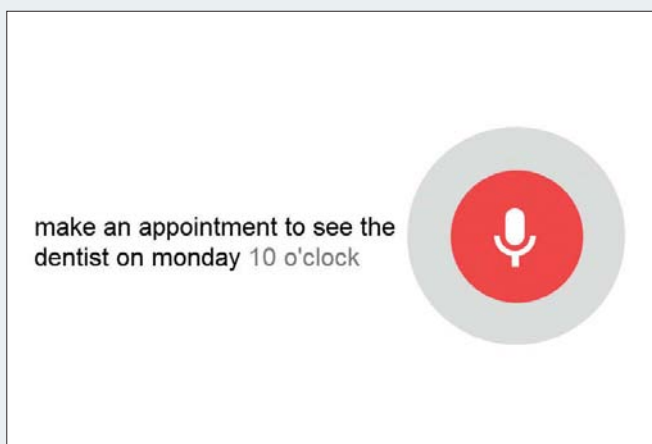 make an appointment to see the
dentist on monday 10 o'clock